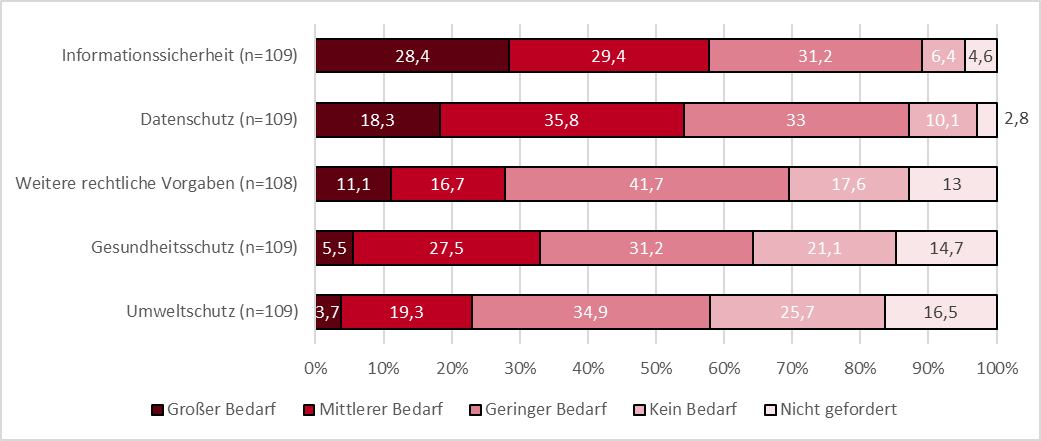 Informationssicherheit (n=109) 28,4 29,4 31,2 6,4 4,6
Datenschutz (n=109) 18,3 35,8 33 10,1 2,8
Weitere rechtliche Vorgaben (n=108) 11,1 16,7 41,7 17,6 13
Gesundheitsschutz (n=109) 5,5 27,5 31,2 21,1 14,7
Umweltschutz (n=109) 3,7 19,3 34,9 25,7 16,5
0% 10% 20% 30% 40% 50% 60% 70% 80% 90% 100%
Großer Bedarf Mittlerer Bedarf Geringer Bedarf Kein Bedarf Nicht gefordert